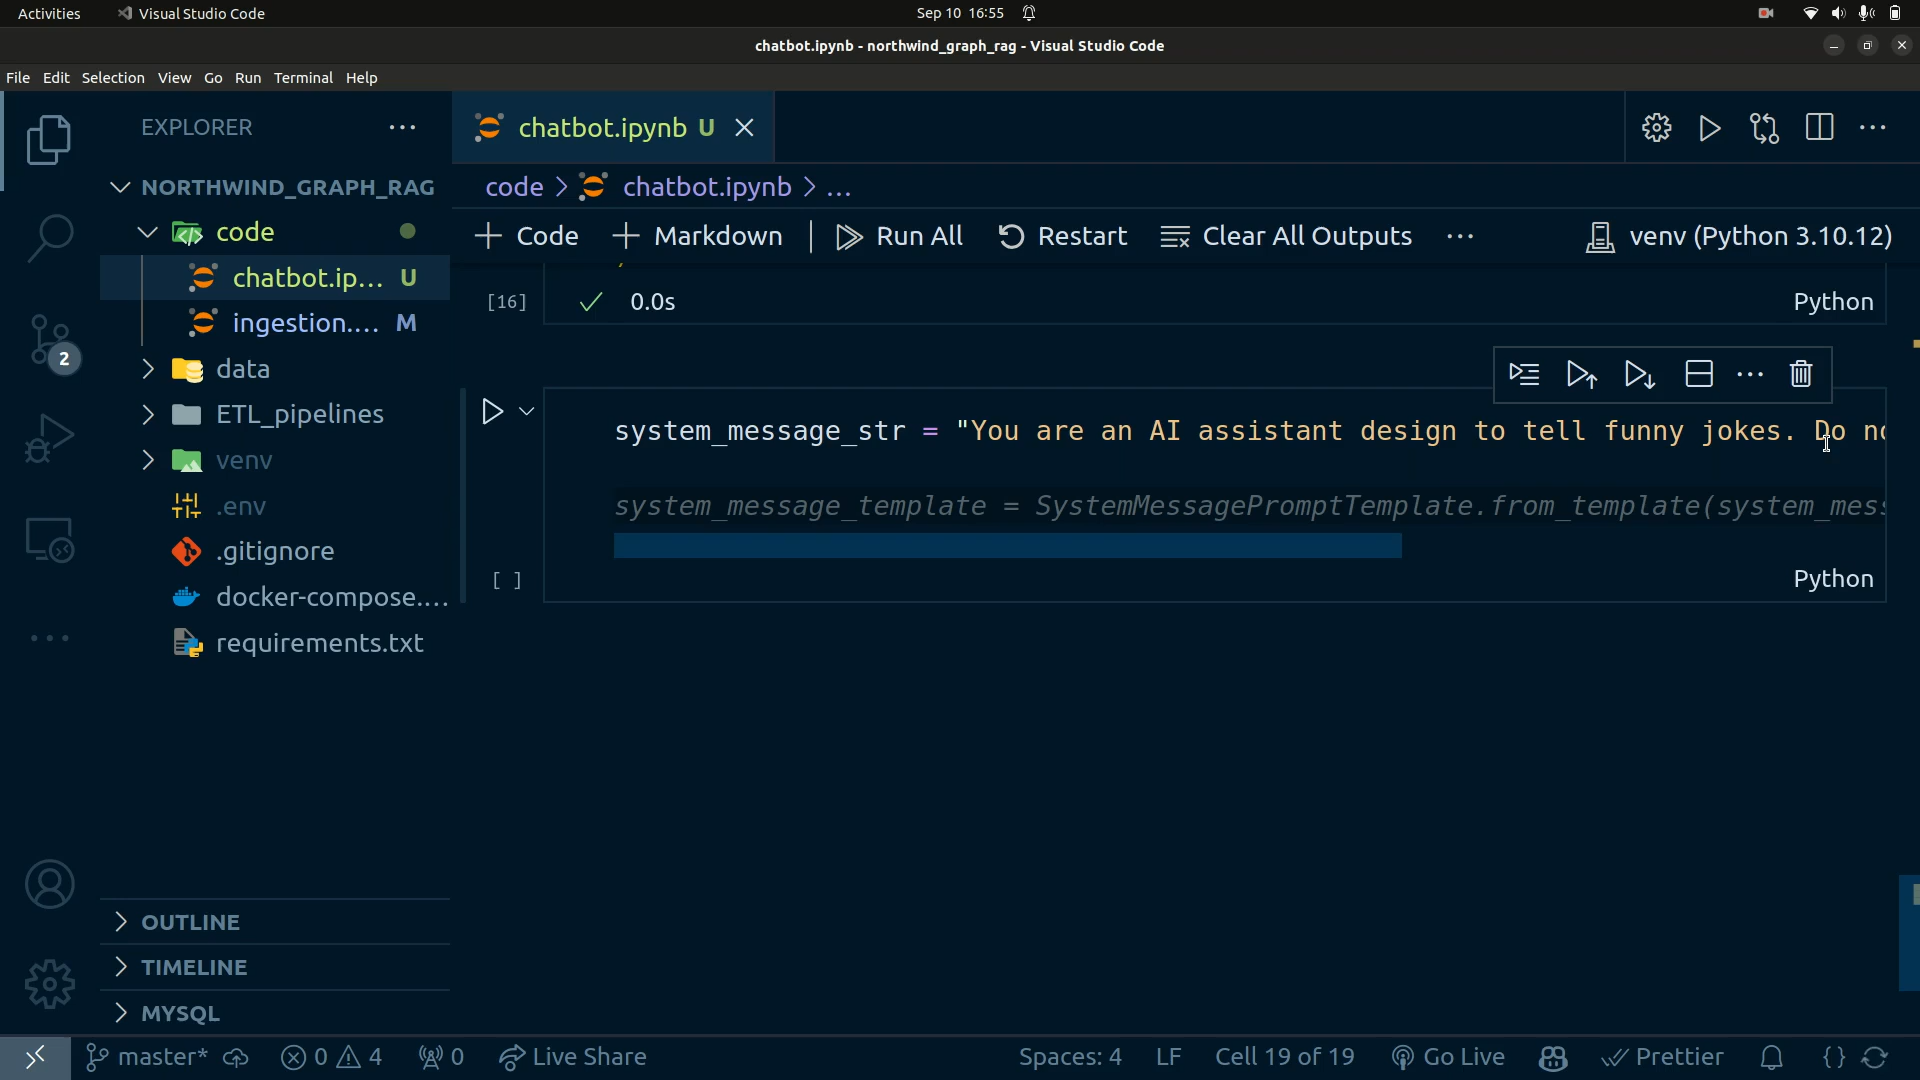 Activities Visual Studio Code Sep 10 16:55
chatbot.ipynb - northwind_graph_rag - Visual Studio Code
File Edit Selection View Go Run Terminal Help
EXPLORER
chatbot.ipynb U
NORTHWIND_GRAPH_RAG
code > chatbot.ipynb > ...
code
Code Markdown Run All Restart Clear All Outputs ... venv (Python 3.10.12)
chatbot.ip... U
ingestion.... M
data
ETL_pipelines
venv
.env
.gitignore
docker-compose....
requirements.txt
2
OUTLINE
TIMELINE
MYSQL
[16] 0.0s Python
system_message_str = "You are an AI assistant design to tell funny jokes. Do
system_message_template = SystemMessagePromptTemplate.from_template(system_mess
[ ] Python
master* 0 4 0 Live Share Spaces: 4 LF Cell 19 of 19 Go Live Prettier {}